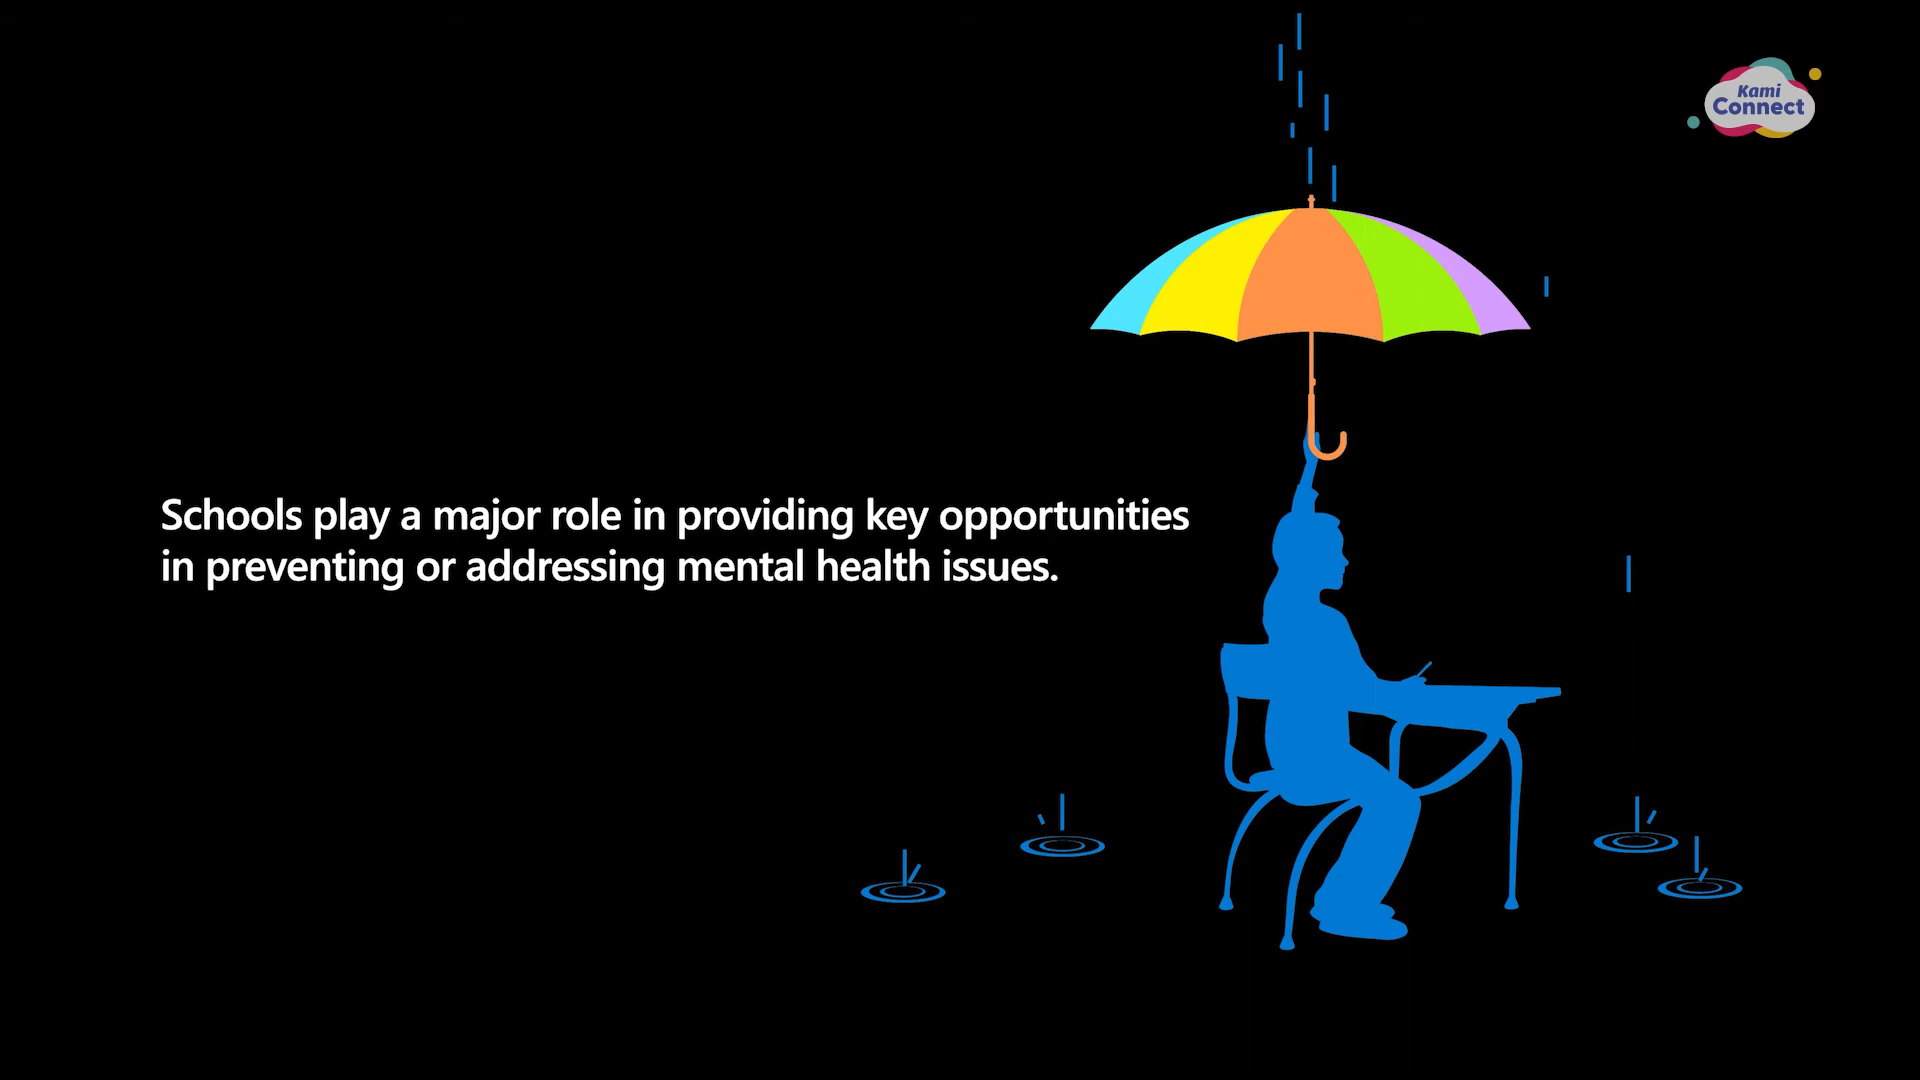 Kami
Connect
Schools play a major role in providing key opportunities
in preventing or addressing mental health issues.